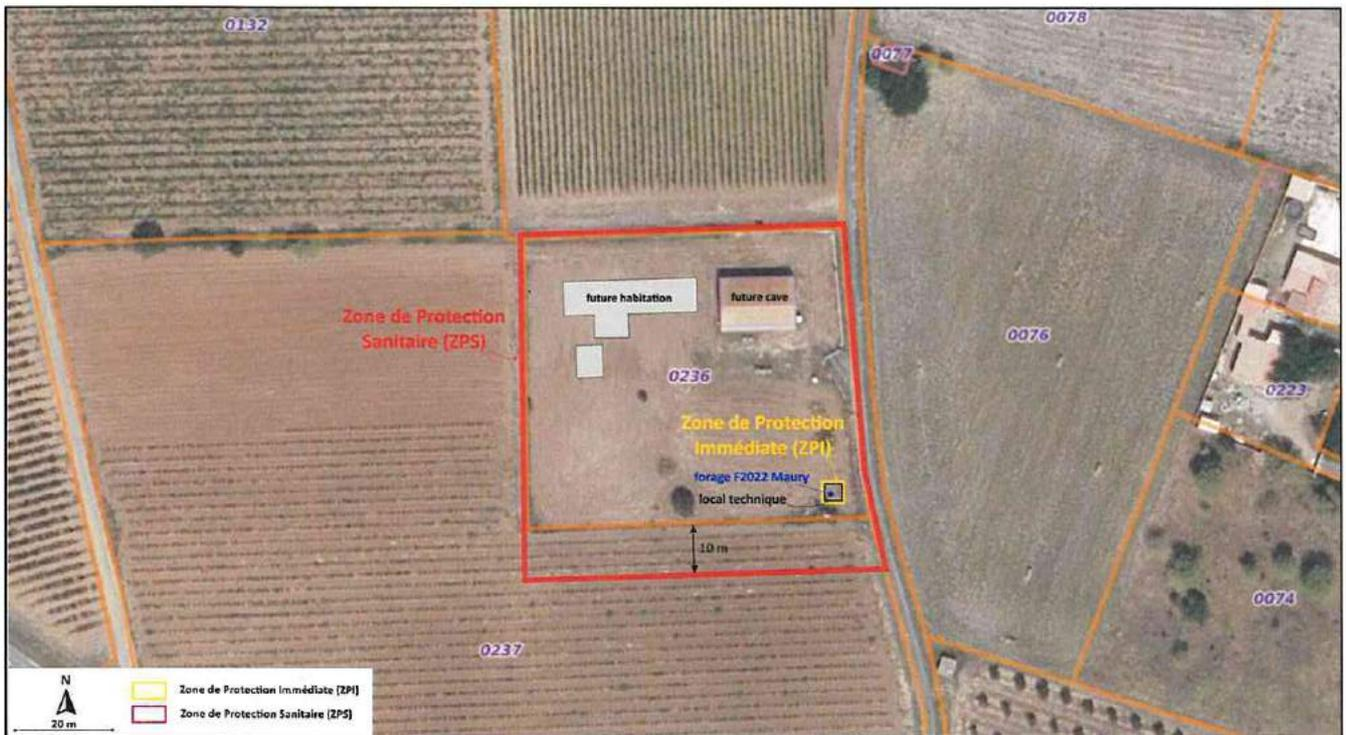 0132
0078
0077
future habitation
future cave
Zone de Protection
Sanitaire (ZPS)
0076
0236
0223
Zone de Protection
Immédiate (ZPI)
forage F2022 Maury
local technique
10 m
0074
0237
N
20 m
Zone de Protection Immédiate (ZPI)
Zone de Protection Sanitaire (ZPS)